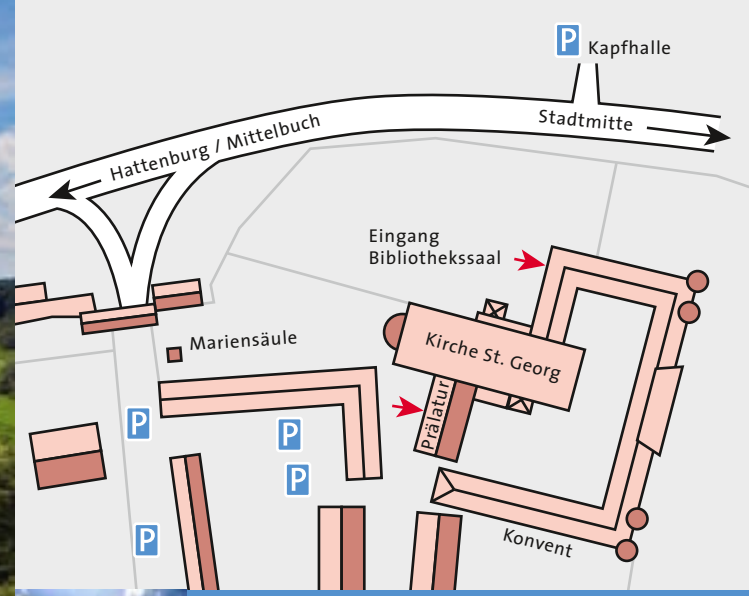 P Kapfhalle
Stadtmitte
Hattenburg / Mittelbuch
Eingang
Bibliothekssaal
Mariensäule
Kirche St. Georg
Prälatur
P
P
P
P
Konvent